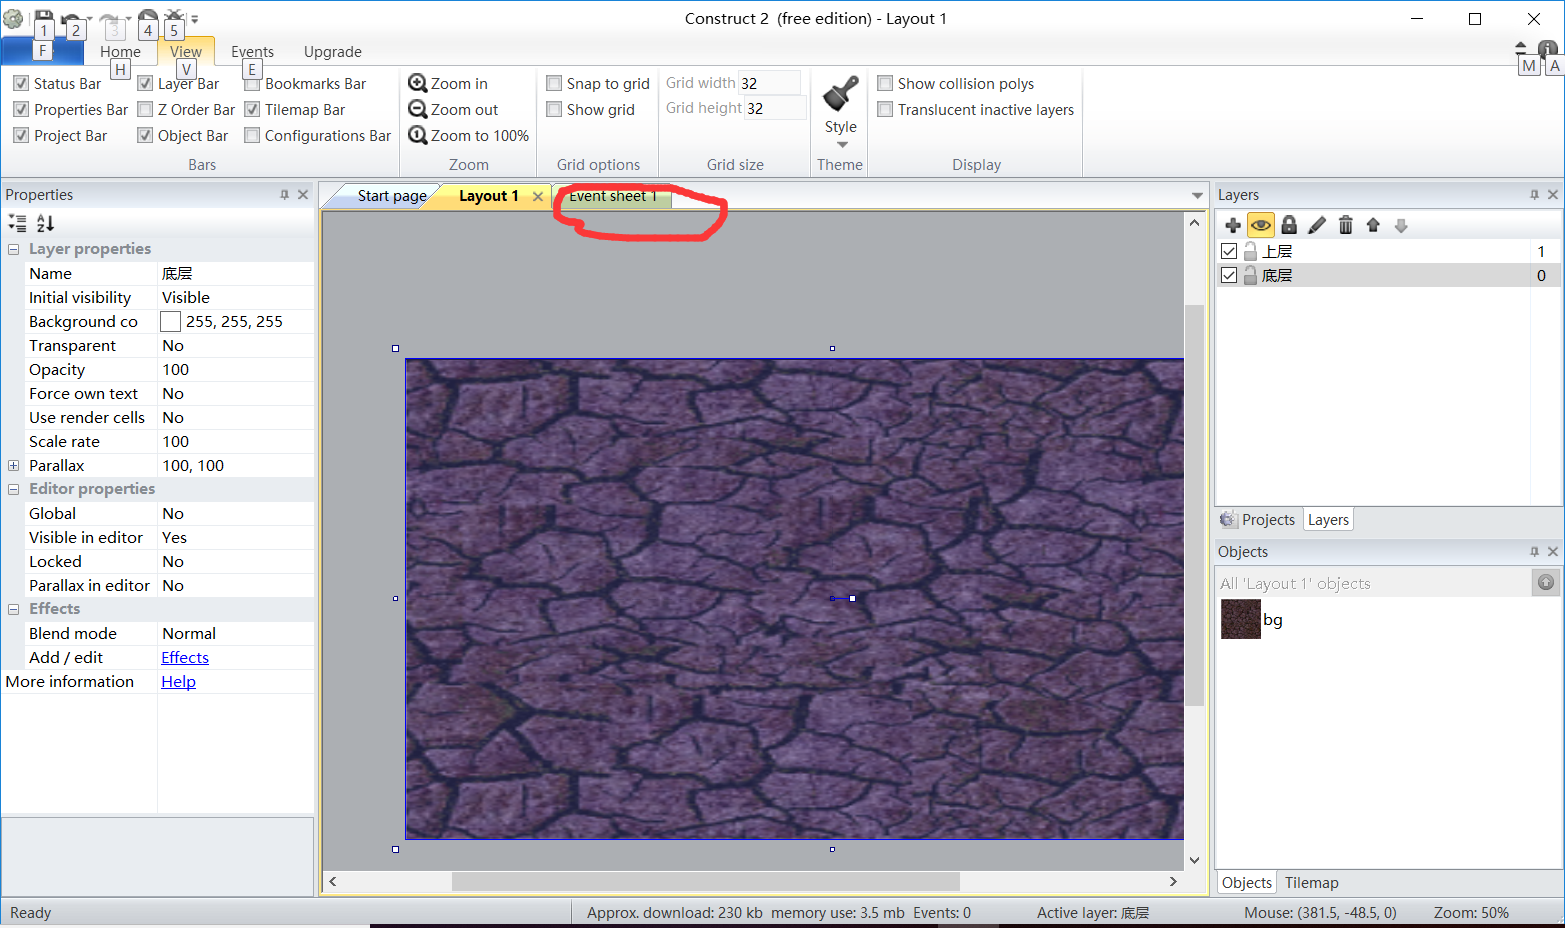 Construct 2  (free edition) - Layout 1
1 2 3 4 5
F Home View Events Upgrade
H V E M A
Status Bar Layer Bar Bookmarks Bar
Properties Bar Z Order Bar Tilemap Bar
Project Bar Object Bar Configurations Bar
Bars
Zoom in
Zoom out
Zoom to 100%
Zoom
Snap to grid
Show grid
Grid options
Grid width 32
Grid height 32
Grid size
Style
Theme
Show collision polys
Translucent inactive layers
Display
Properties
Layer properties
Name 底层
Initial visibility Visible
Background co 255, 255, 255
Transparent No
Opacity 100
Force own text No
Use render cells No
Scale rate 100
Parallax 100, 100
Editor properties
Global No
Visible in editor Yes
Locked No
Parallax in editor No
Effects
Blend mode Normal
Add / edit Effects
More information Help
Start page Layout 1 Event sheet 1
Layers
上层 1
底层 0
Projects Layers
Objects
All 'Layout 1' objects
bg
Objects Tilemap
Ready Approx. download: 230 kb memory use: 3.5 mb Events: 0 Active layer: 底层 Mouse: (381.5, -48.5, 0) Zoom: 50%